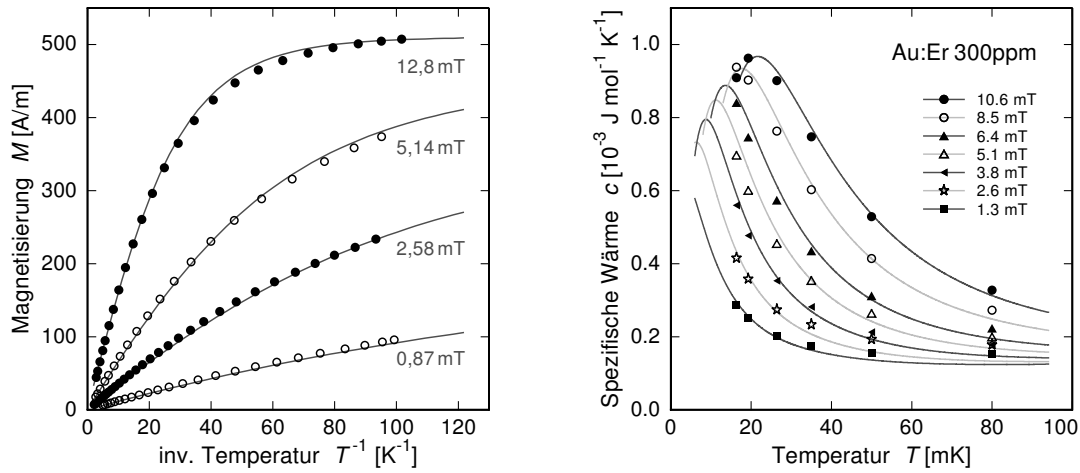 Magnetisierung M [A/m]
500
400
300
200
100
0
12,8 mT
5,14 mT
2,58 mT
0,87 mT
0 20 40 60 80 100 120
inv. Temperatur T⁻¹ [K⁻¹]
Spezifische Wärme c [10⁻³ J mol⁻¹ K⁻¹]
1.0
0.8
0.6
0.4
0.2
0.0
Au:Er 300ppm
10.6 mT
8.5 mT
6.4 mT
5.1 mT
3.8 mT
2.6 mT
1.3 mT
0 20 40 60 80 100
Temperatur T [mK]